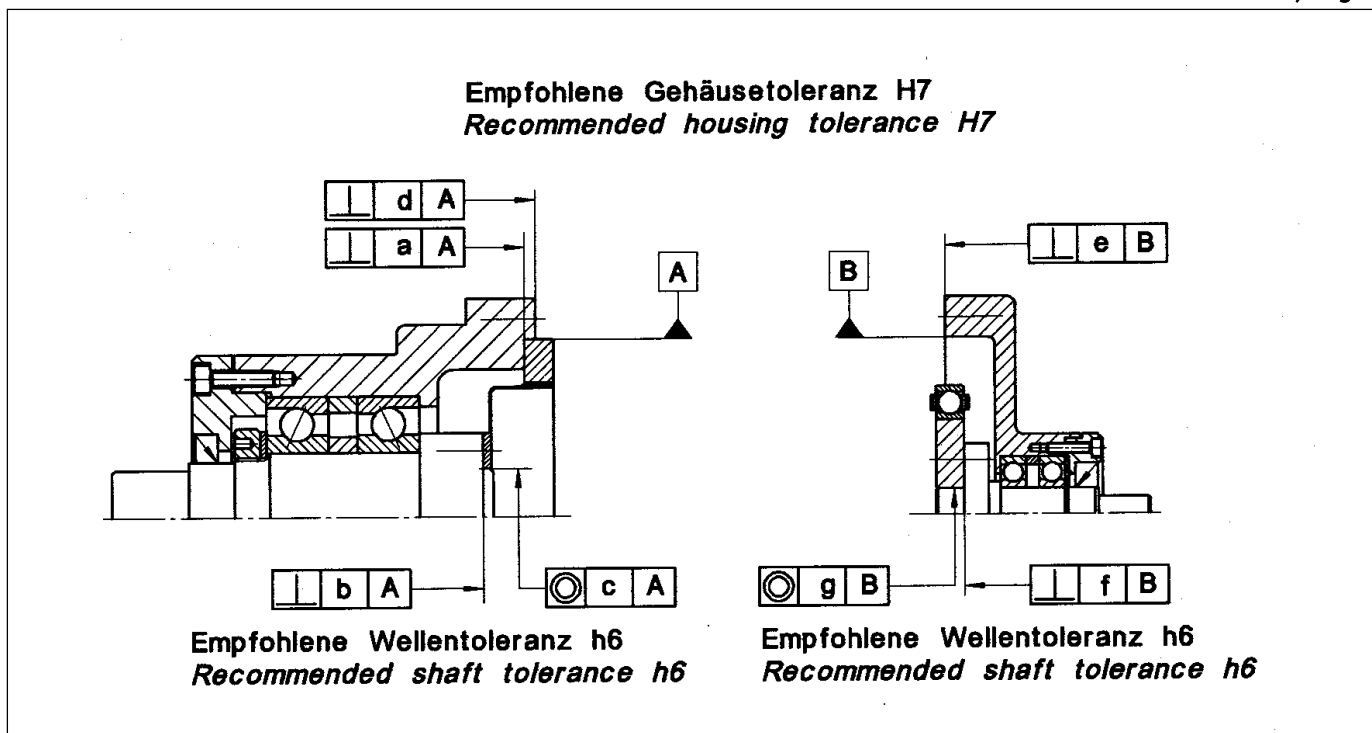 Empfohlene Gehäusetoleranz H7
Recommended housing tolerance H7
⊥ d A
⊥ a A
A
B
⊥ e B
⊥ b A
◎ c A
◎ g B
⊥ f B
Empfohlene Wellentoleranz h6
Recommended shaft tolerance h6
Empfohlene Wellentoleranz h6
Recommended shaft tolerance h6